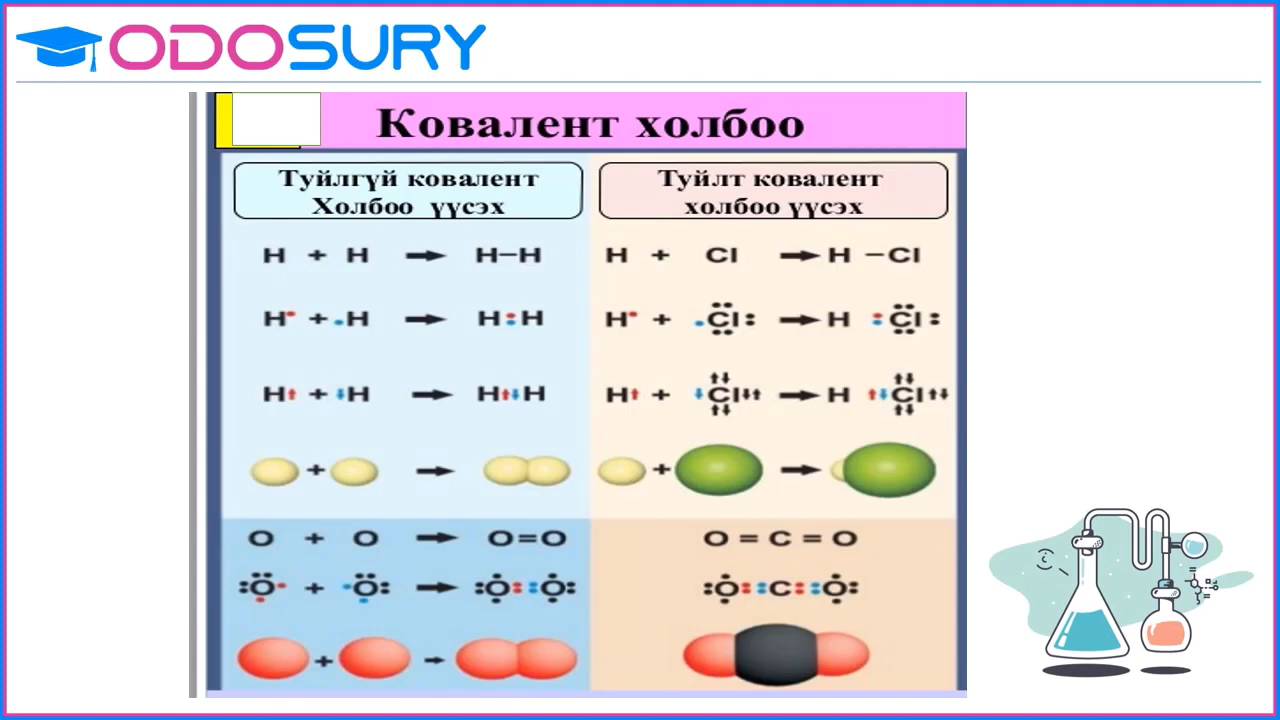 ODOSURY
Ковалент холбоо
Туйлгүй ковалент
Холбоо үүсэх
Туйлт ковалент
холбоо үүсэх
H + H → H–H
H + Cl → H –Cl
H• + •H → H:H
H• + •Cl: → H :Cl:
H↑ + ↓H → H↑↓H
H↑ + ↓Cl↓↑ → H ↑↓Cl↑↓
+ →
+ →
O + O → O=O
O = C = O
:O• + •O: → :O::O:
:O::C::O:
+ →